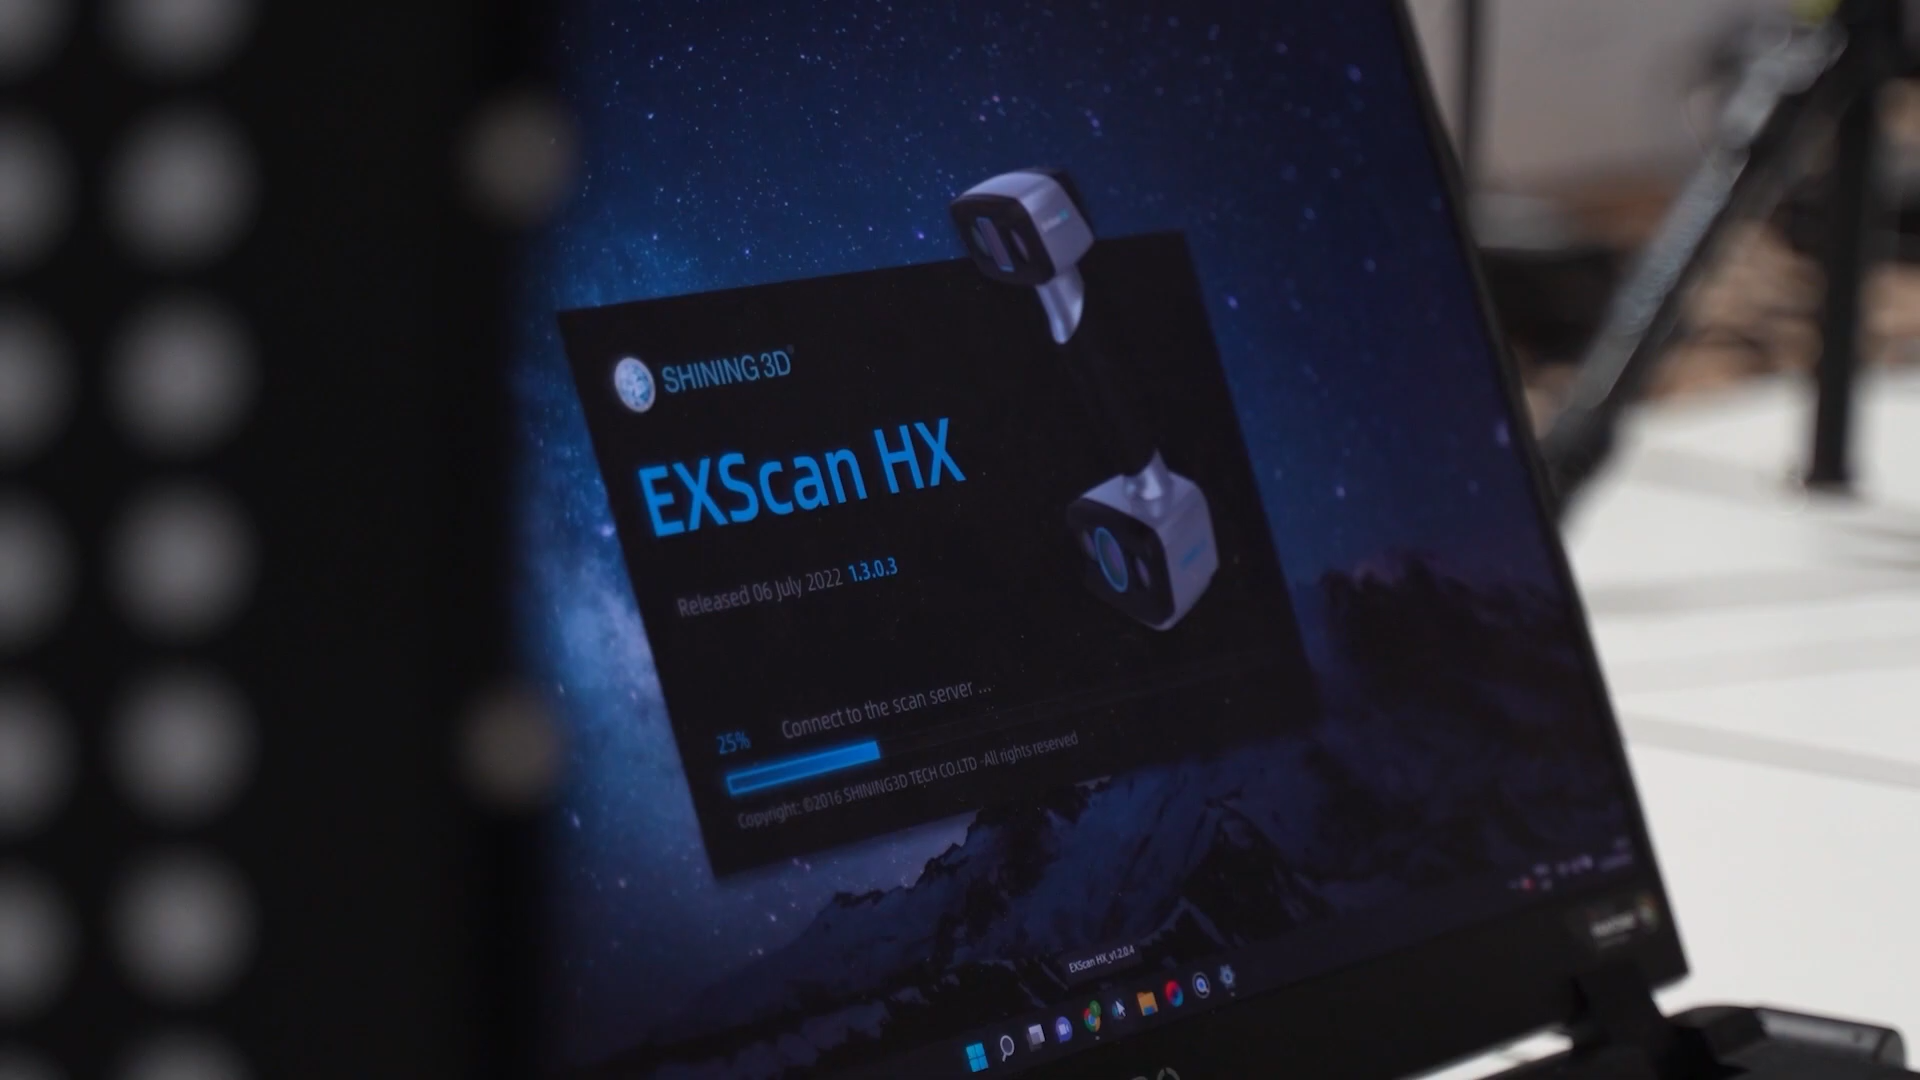 SHINING 3D
EXScan HX
Released 06 July 2022 1.3.0.3
25% Connect to the scan server ...
Copyright: ©2016 SHINING3D TECH CO.LTD -All rights reserved
EXScan HX_v1.2.0.4